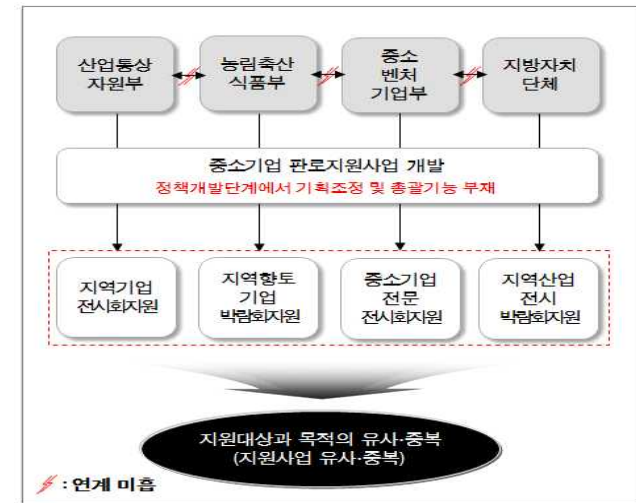 산업통상
자원부
농림축산
식품부
중소
벤처
기업부
지방자치
단체
중소기업 판로지원사업 개발
정책개발단계에서 기획조정 및 총괄기능 부재
지역기업
전시회지원
지역향토
기업
박람회지원
중소기업
전문
전시회지원
지역산업
전시
박람회지원
지원대상과 목적의 유사·중복
(지원사업 유사·중복)
: 연계 미흡